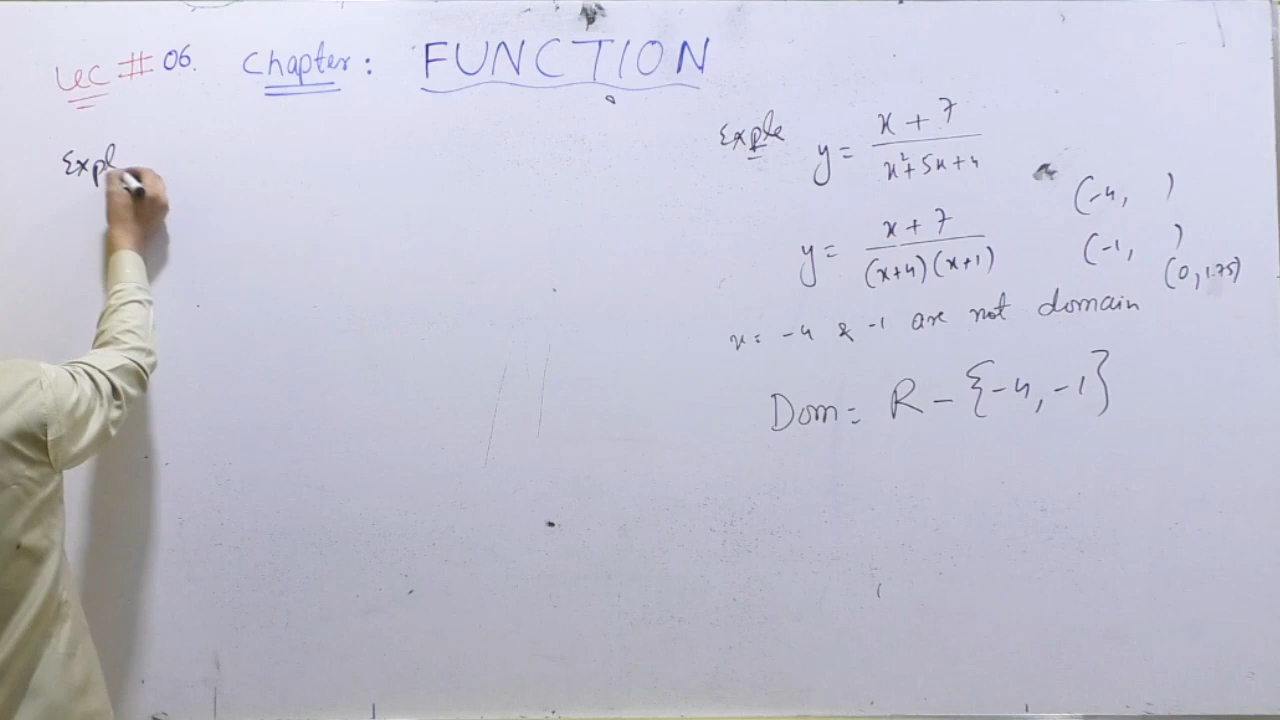 Lec # 06. Chapter: FUNCTION
Expl
Exple y = x + 7 / x² + 5x + 4
(-4, )
y = x + 7 / (x+4)(x+1)
(-1, )
(0, 1.75)
x = -4 & -1 are not domain
Dom = R - {-4, -1}